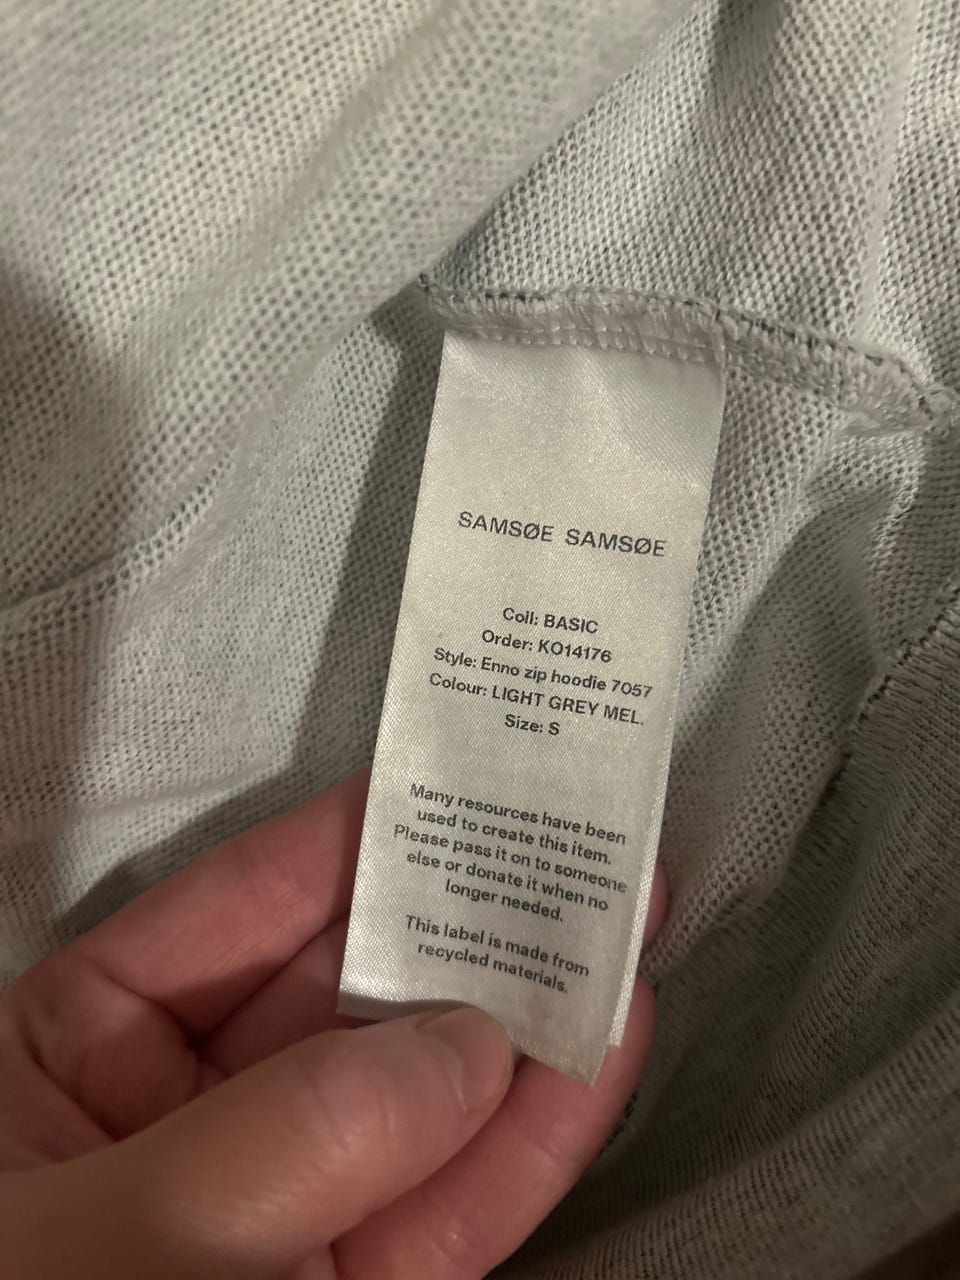 SAMSØE SAMSØE
Coll: BASIC
Order: KO14176
Style: Enno zip hoodie 7057
Colour: LIGHT GREY MEL.
Size: S
Many resources have been
used to create this item.
Please pass it on to someone
else or donate it when no
longer needed.
This label is made from
recycled materials.